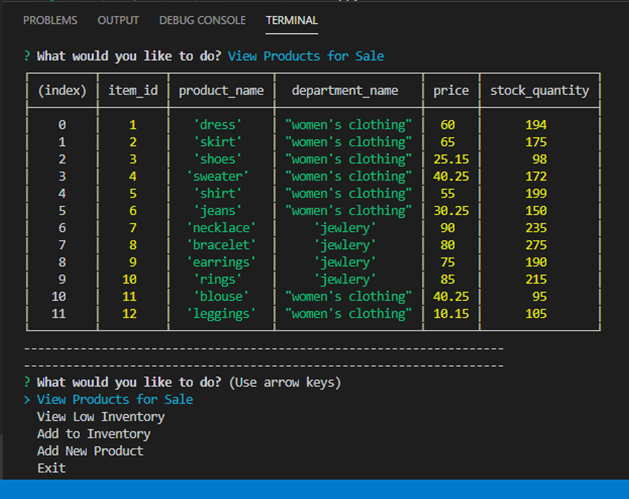 PROBLEMS OUTPUT DEBUG CONSOLE TERMINAL
? What would you like to do? View Products for Sale
(index) item_id product_name department_name price stock_quantity
0 1 'dress' "women's clothing" 60 194
1 2 'skirt' "women's clothing" 65 175
2 3 'shoes' "women's clothing" 25.15 98
3 4 'sweater' "women's clothing" 40.25 172
4 5 'shirt' "women's clothing" 55 199
5 6 'jeans' "women's clothing" 30.25 150
6 7 'necklace' 'jewlery' 90 235
7 8 'bracelet' 'jewlery' 80 275
8 9 'earrings' 'jewlery' 75 190
9 10 'rings' 'jewlery' 85 215
10 11 'blouse' "women's clothing" 40.25 95
11 12 'leggings' "women's clothing" 10.15 105
? What would you like to do? (Use arrow keys)
> View Products for Sale
View Low Inventory
Add to Inventory
Add New Product
Exit